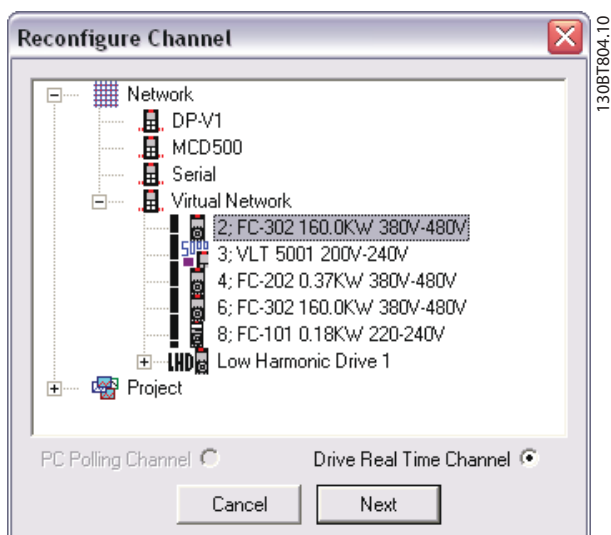 Reconfigure Channel
130BT804.10
Network
DP-V1
MCD500
Serial
Virtual Network
2; FC-302 160.0KW 380V-480V
5000 3; VLT 5001 200V-240V
4; FC-202 0.37KW 380V-480V
6; FC-302 160.0KW 380V-480V
8; FC-101 0.18KW 220-240V
LHD Low Harmonic Drive 1
Project
PC Polling Channel Drive Real Time Channel
Cancel Next